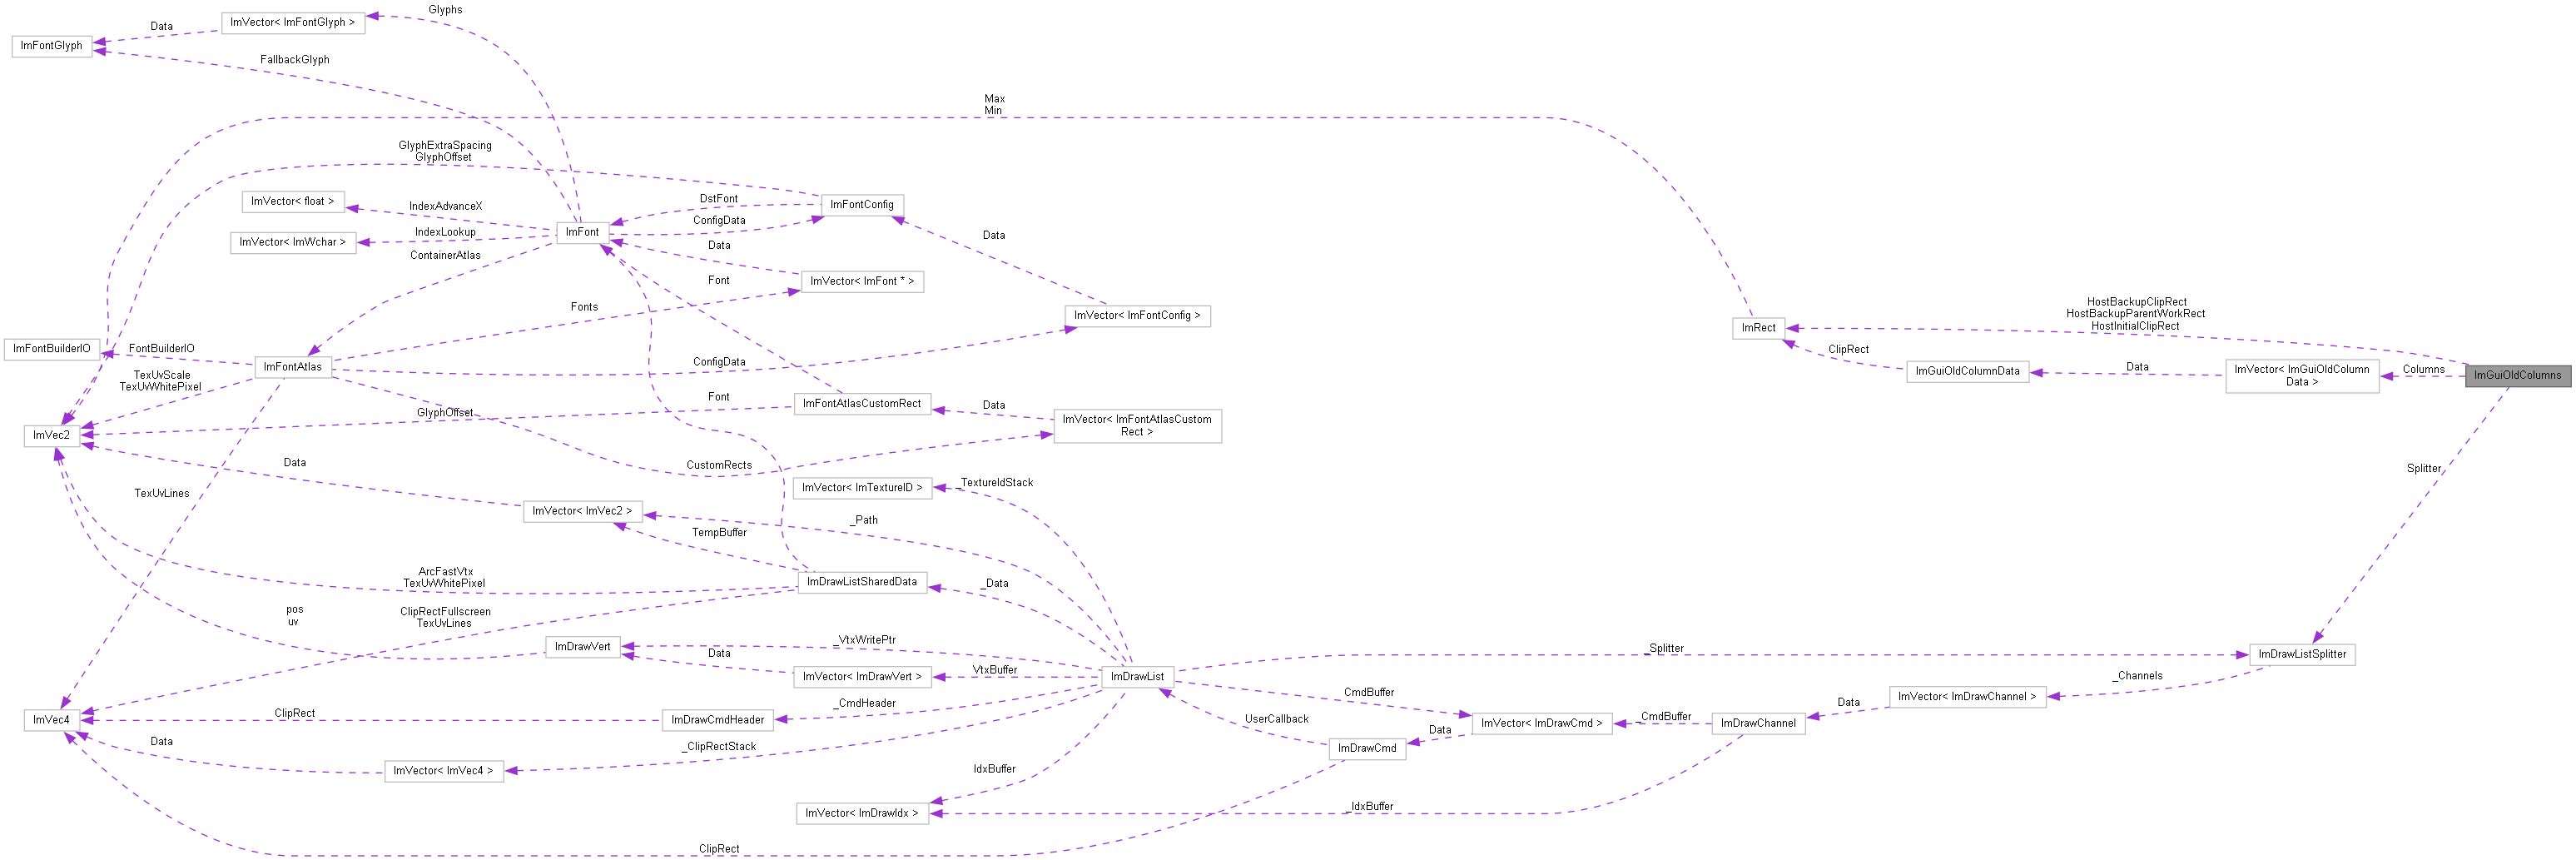 Glyphs
ImVector< ImFontGlyph >
Data
ImFontGlyph
FallbackGlyph
Max
Min
GlyphExtraSpacing
GlyphOffset
ImVector< float >
IndexAdvanceX
DstFont
ImFontConfig
ConfigData
ImFont
IndexLookup
ImVector< ImWchar >
Data
Data
ContainerAtlas
Font
ImVector< ImFont * >
Fonts
ImVector< ImFontConfig >
HostBackupClipRect
HostBackupParentWorkRect
HostInitialClipRect
ImRect
ImFontBuilderIO
FontBuilderIO
ClipRect
ImFontAtlas
ConfigData
TexUvScale
TexUvWhitePixel
ImGuiOldColumnData
Data
ImVector< ImGuiOldColumn
Data >
Columns
ImGuiOldColumns
Font
ImFontAtlasCustomRect
Data
GlyphOffset
ImVector< ImFontAtlasCustom
Rect >
ImVec2
Data
CustomRects
Splitter
TexUvLines
ImVector< ImTextureID >
_TextureIdStack
ImVector< ImVec2 >
_Path
TempBuffer
ArcFastVtx
TexUvWhitePixel
ImDrawListSharedData
_Data
pos
uv
ClipRectFullscreen
TexUvLines
_VtxWritePtr
ImDrawVert
Data
_Splitter
ImDrawListSplitter
VtxBuffer
ImVector< ImDrawVert >
ImDrawList
_Channels
CmdBuffer
ImVector< ImDrawChannel >
_CmdHeader
Data
ClipRect
ImVec4
ImDrawCmdHeader
UserCallback
ImVector< ImDrawCmd >
_CmdBuffer
ImDrawChannel
Data
Data
_ClipRectStack
ImDrawCmd
ImVector< ImVec4 >
IdxBuffer
_IdxBuffer
ImVector< ImDrawIdx >
ClipRect